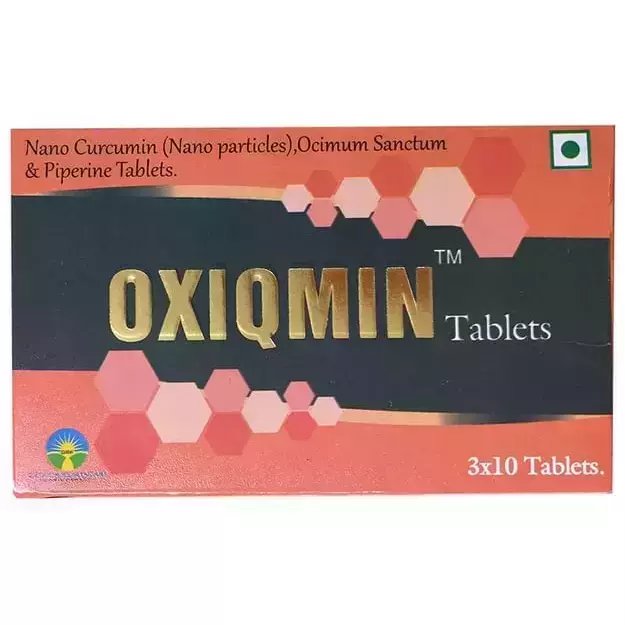 Nano Curcumin (Nano particles),Ocimum Sanctum
& Piperine Tablets.
OXIQMIN™
Tablets
3x10 Tablets.